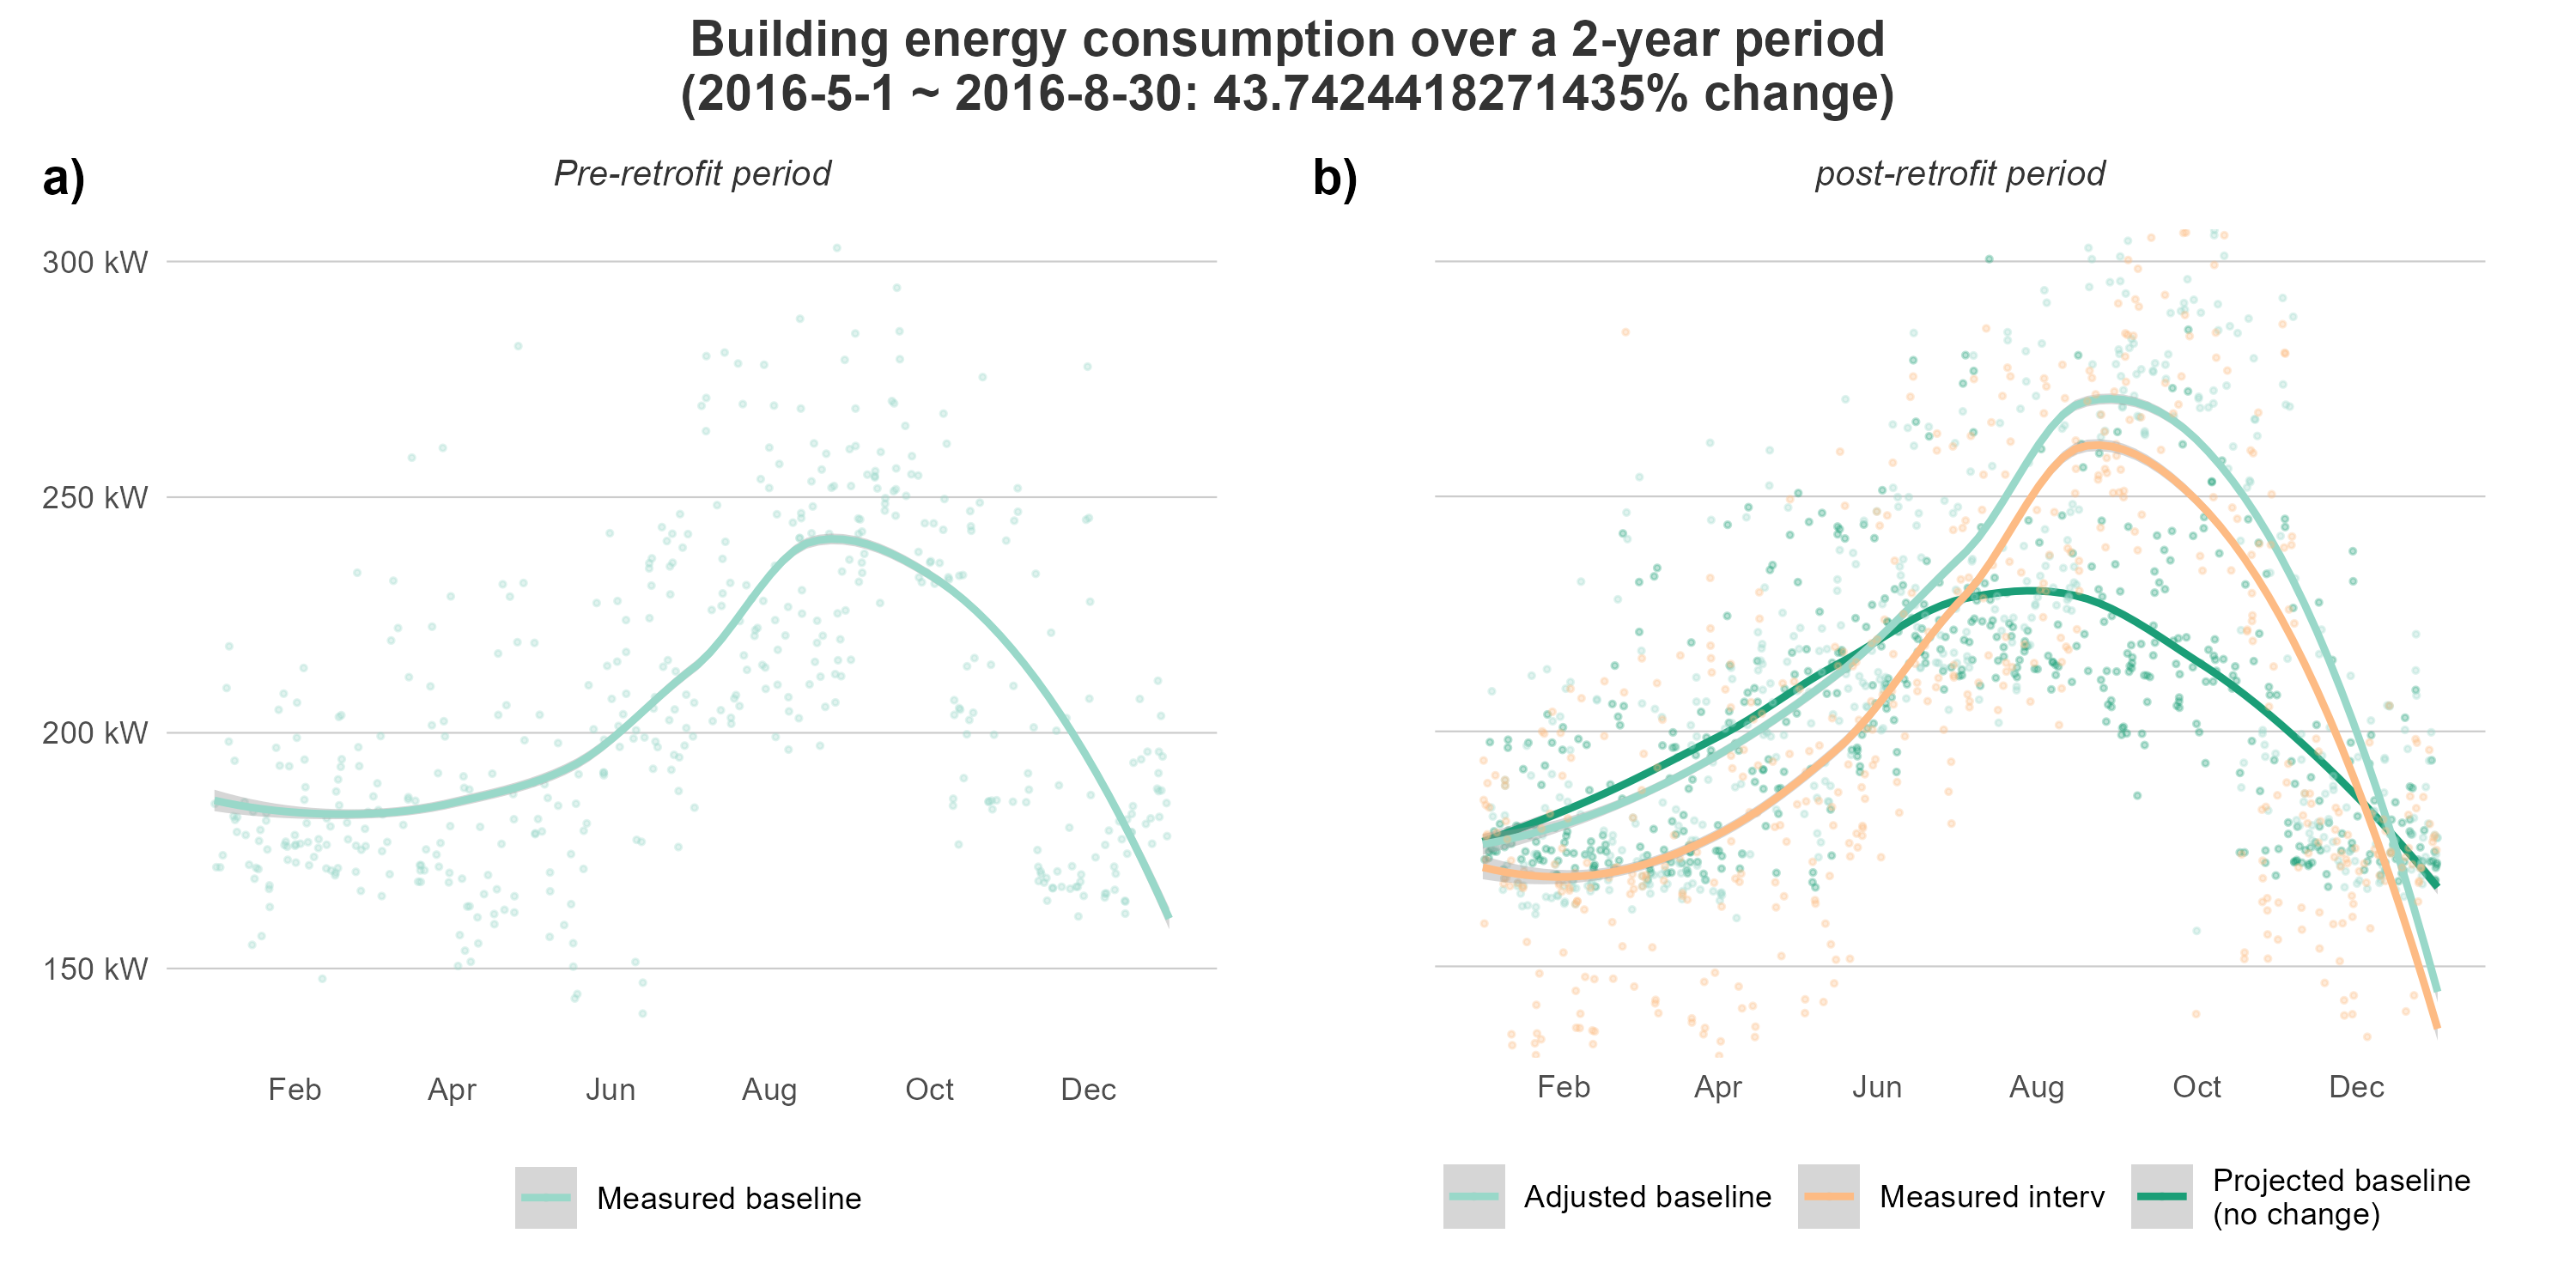 Building energy consumption over a 2-year period
(2016-5-1 ~ 2016-8-30: 43.7424418271435% change)
a)
Pre-retrofit period
300 kW
250 kW
200 kW
150 kW
Feb Apr Jun Aug Oct Dec
Measured baseline
b)
post-retrofit period
Feb Apr Jun Aug Oct Dec
Adjusted baseline
Measured interv
Projected baseline
(no change)